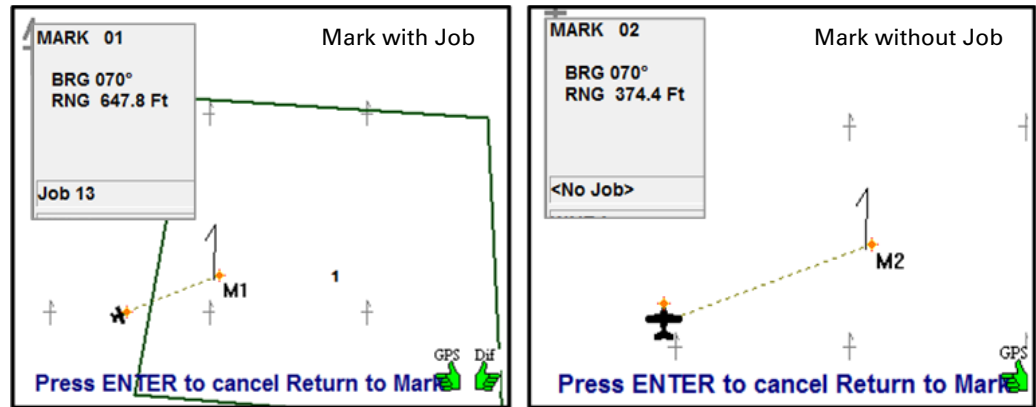 MARK 01
Mark with Job
BRG 070°
RNG 647.8 Ft
Job 13
1
M1
GPS Dif
Press ENTER to cancel Return to Mark
MARK 02
Mark without Job
BRG 070°
RNG 374.4 Ft
<No Job>
M2
GPS
Press ENTER to cancel Return to Mark